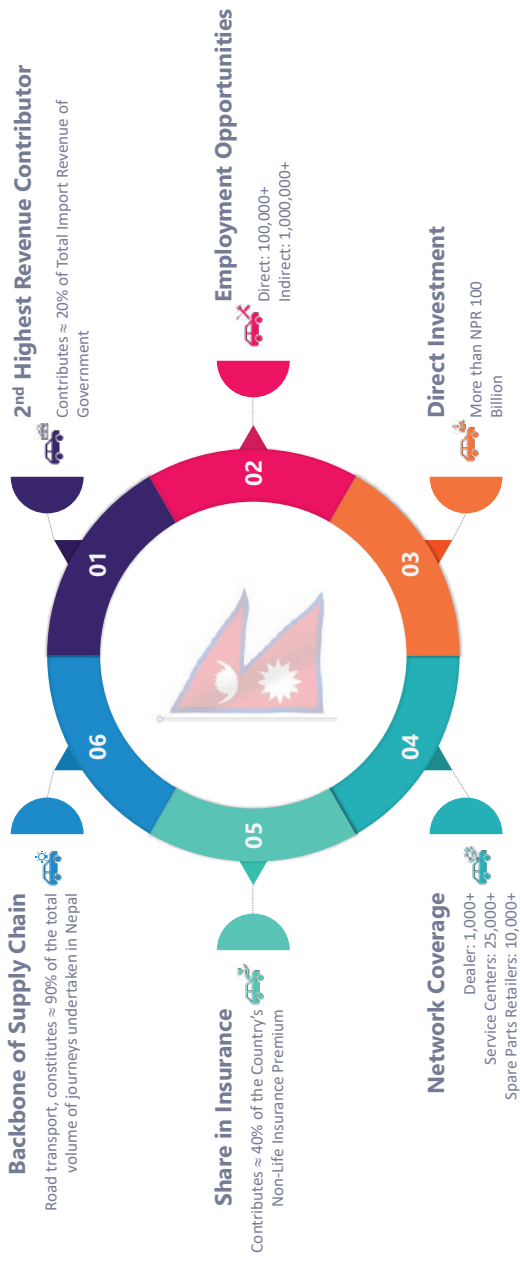 2nd Highest Revenue Contributor
Contributes ≈ 20% of Total Import Revenue of
Government
Employment Opportunities
Direct: 100,000+
Indirect: 1,000,000+
Direct Investment
More than NPR 100
Billion
Network Coverage
Dealer: 1,000+
Service Centers: 25,000+
Spare Parts Retailers: 10,000+
Share in Insurance
Contributes ≈ 40% of the Country's
Non-Life Insurance Premium
Backbone of Supply Chain
Road transport, constitutes ≈ 90% of the total
volume of journeys undertaken in Nepal
01
02
03
04
05
06